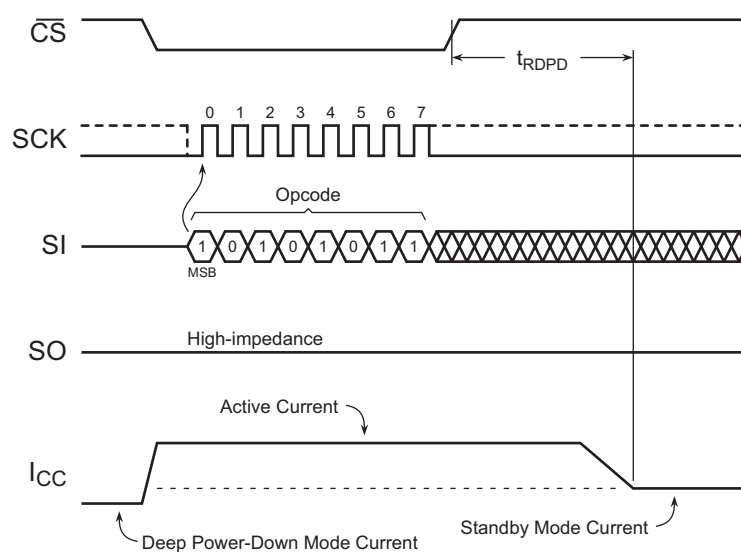 CS
tRDPD
0 1 2 3 4 5 6 7
SCK
Opcode
SI
1 0 1 0 1 0 1 1
MSB
High-impedance
SO
Active Current
ICC
Standby Mode Current
Deep Power-Down Mode Current